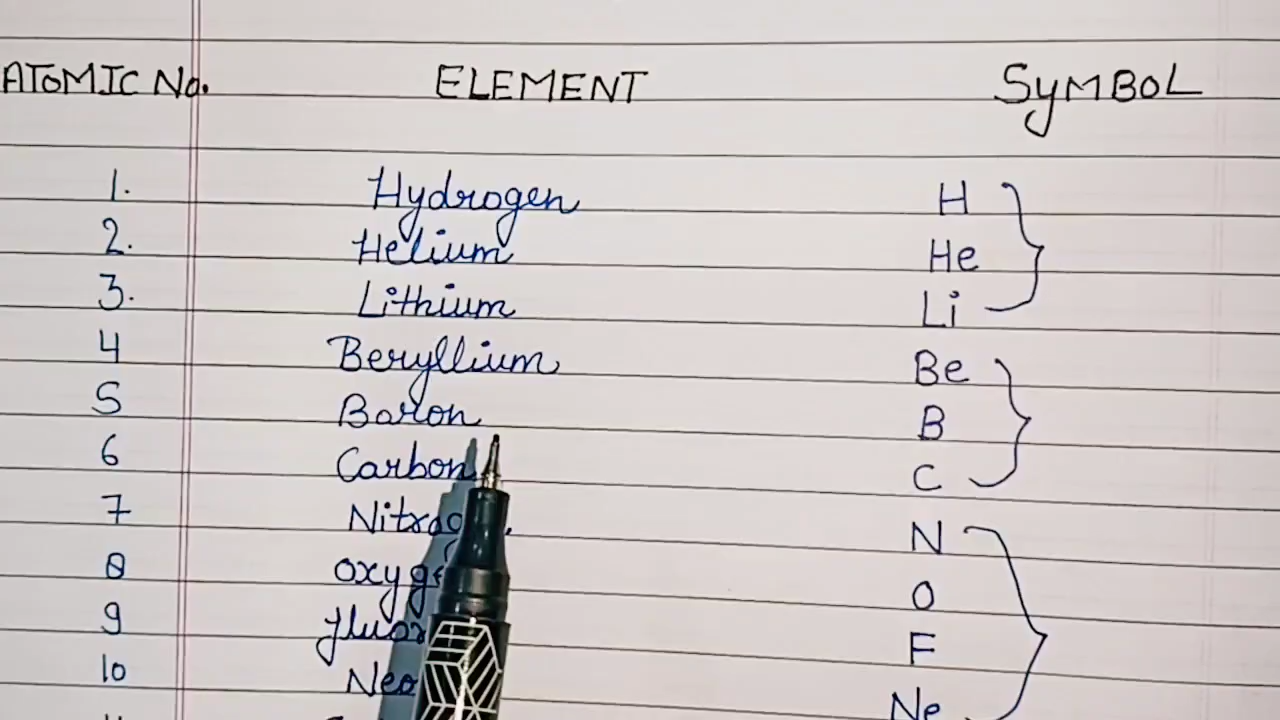 ATOMIC No. ELEMENT SYMBOL
1. Hydrogen H
2. Helium He
3. Lithium Li
4 Beryllium Be
5 Baron B
6 Carbon C
7 N
8 O
9 F
10 Ne